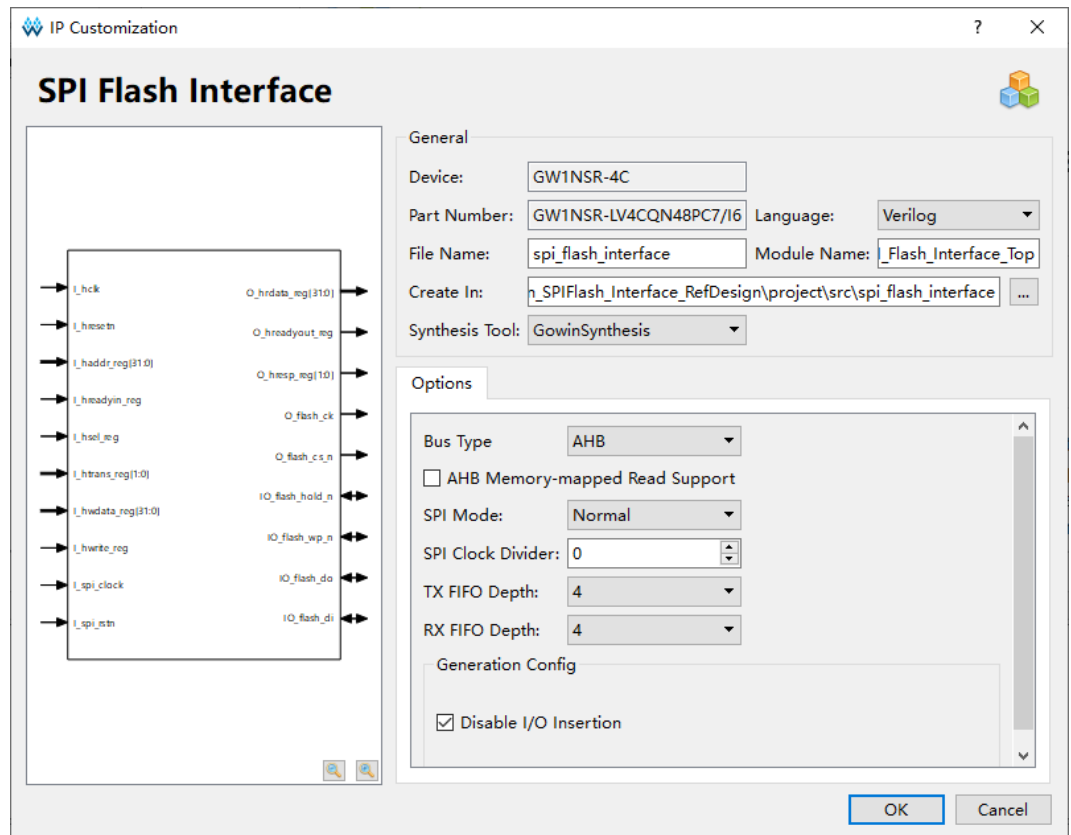 IP Customization
?
SPI Flash Interface
I_hclk
I_hresetn
I_haddr_reg(31:0)
I_hreadyin_reg
I_hsel_reg
I_htrans_reg(1:0)
I_hwdata_reg(31:0)
I_hwrite_reg
I_spi_clock
I_spi_rstn
O_hrdata_reg(31:0)
O_hreadyout_reg
O_hresp_reg(1:0)
O_flash_ck
O_flash_cs_n
IO_flash_hold_n
IO_flash_wp_n
IO_flash_do
IO_flash_di
General
Device: GW1NSR-4C
Part Number: GW1NSR-LV4CQN48PC7/I6 Language: Verilog
File Name: spi_flash_interface Module Name: I_Flash_Interface_Top
Create In: n_SPIFlash_Interface_RefDesign\project\src\spi_flash_interface ...
Synthesis Tool: GowinSynthesis
Options
Bus Type AHB
AHB Memory-mapped Read Support
SPI Mode: Normal
SPI Clock Divider: 0
TX FIFO Depth: 4
RX FIFO Depth: 4
Generation Config
Disable I/O Insertion
OK Cancel